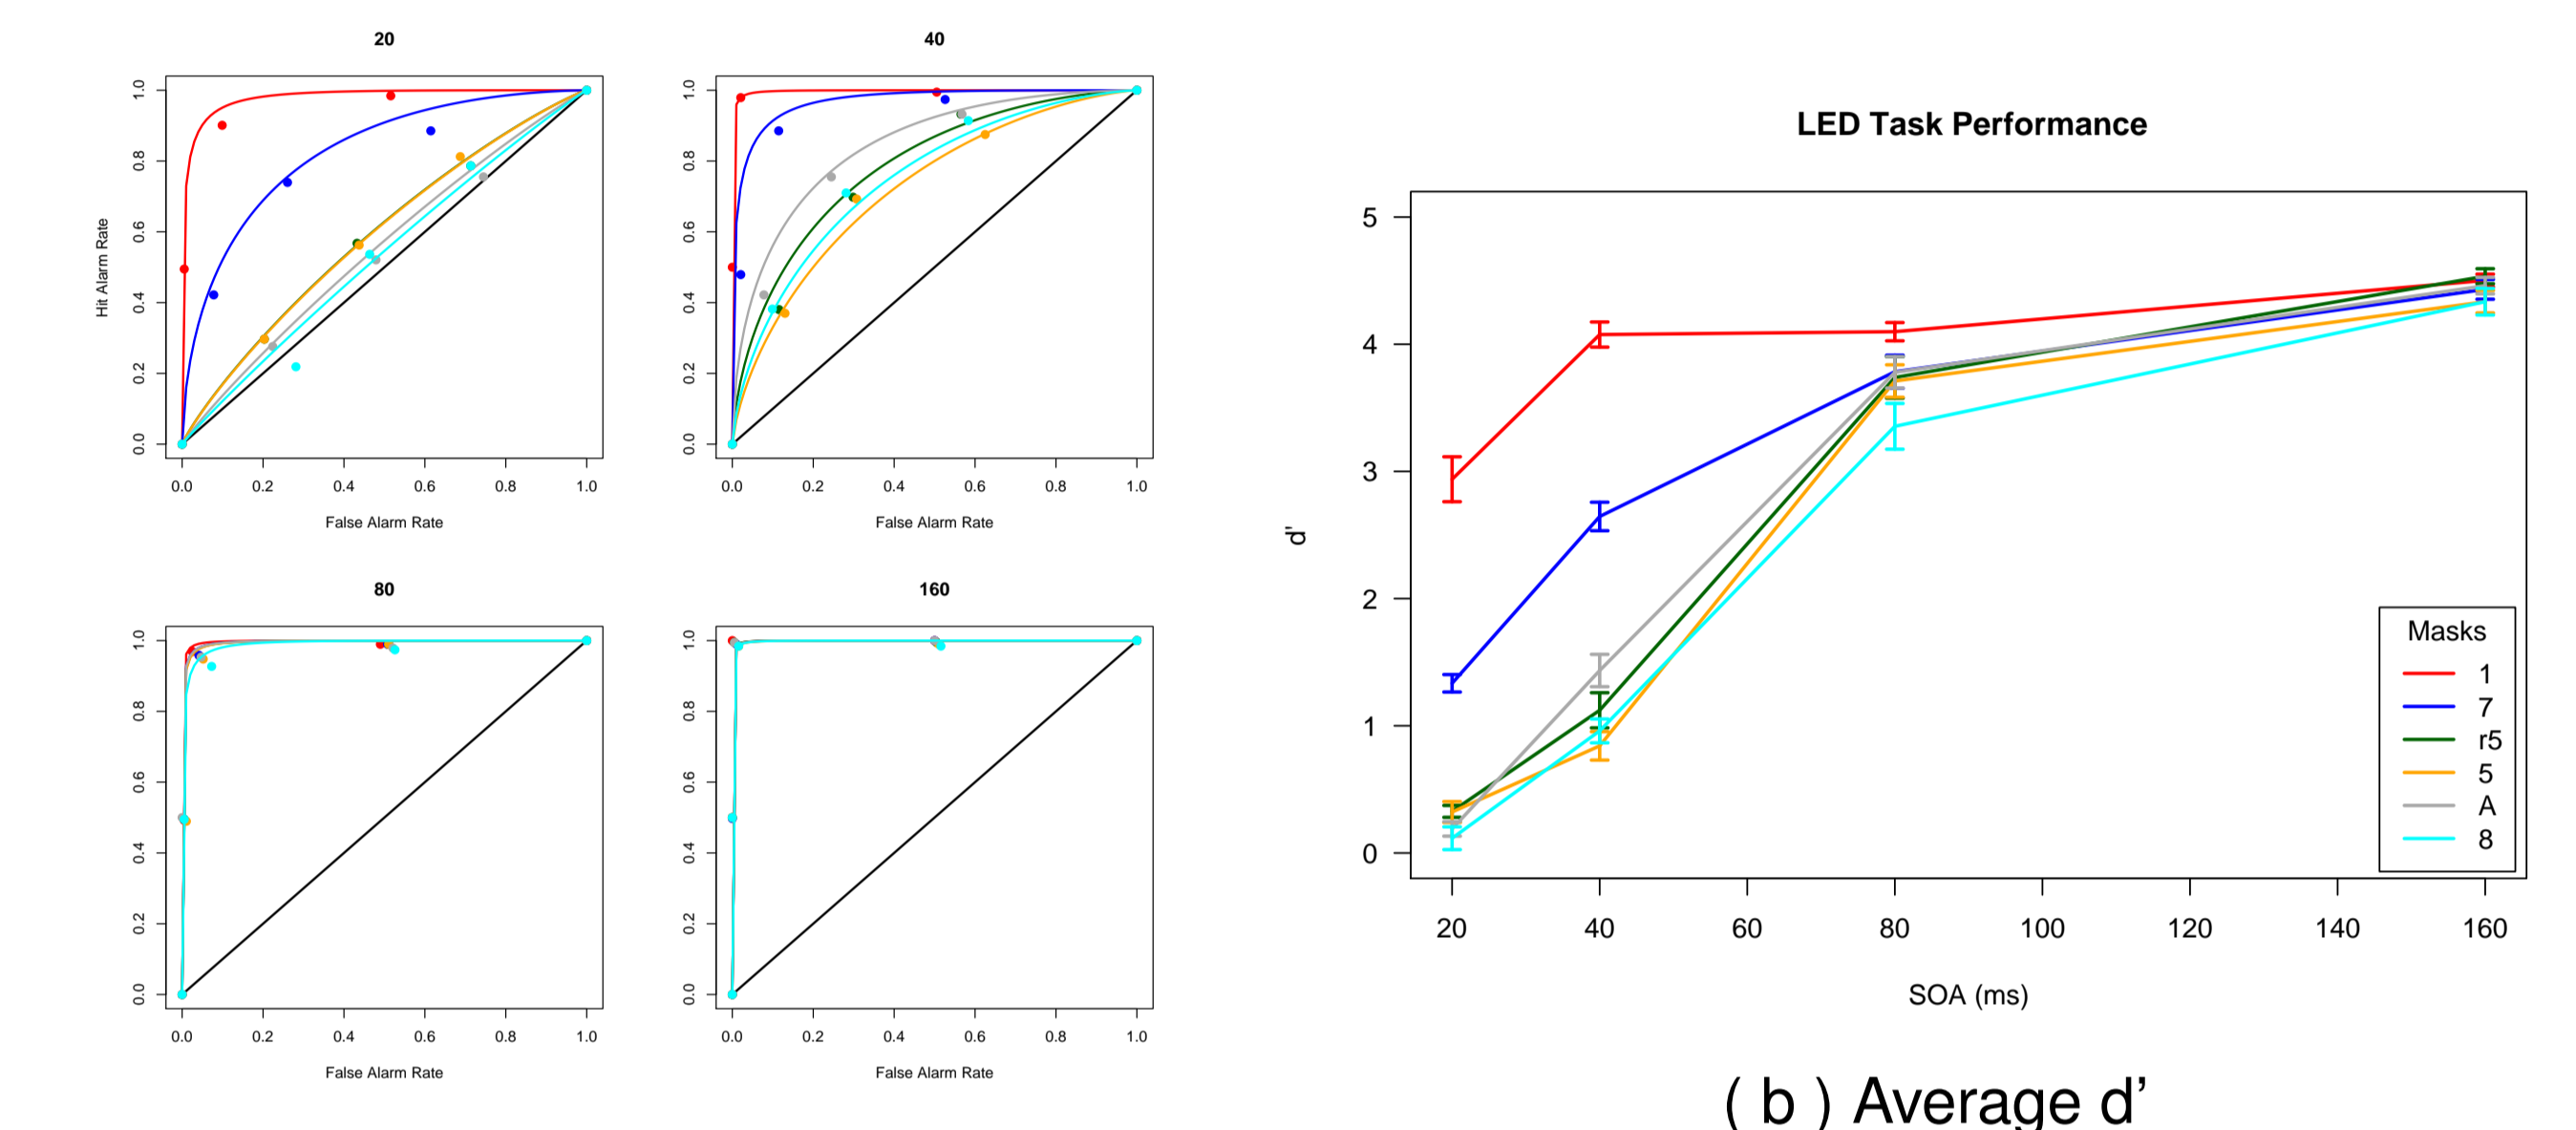 20
1.0
0.8
0.6
0.4
0.2
0.0
Hit Alarm Rate
0.0 0.2 0.4 0.6 0.8 1.0
False Alarm Rate
40
1.0
0.8
0.6
0.4
0.2
0.0
0.0 0.2 0.4 0.6 0.8 1.0
False Alarm Rate
80
1.0
0.8
0.6
0.4
0.2
0.0
0.0 0.2 0.4 0.6 0.8 1.0
False Alarm Rate
160
1.0
0.8
0.6
0.4
0.2
0.0
0.0 0.2 0.4 0.6 0.8 1.0
False Alarm Rate
LED Task Performance
5
4
3
2
1
0
d'
Masks
1
7
r5
5
A
8
20 40 60 80 100 120 140 160
SOA (ms)
( b ) Average d’